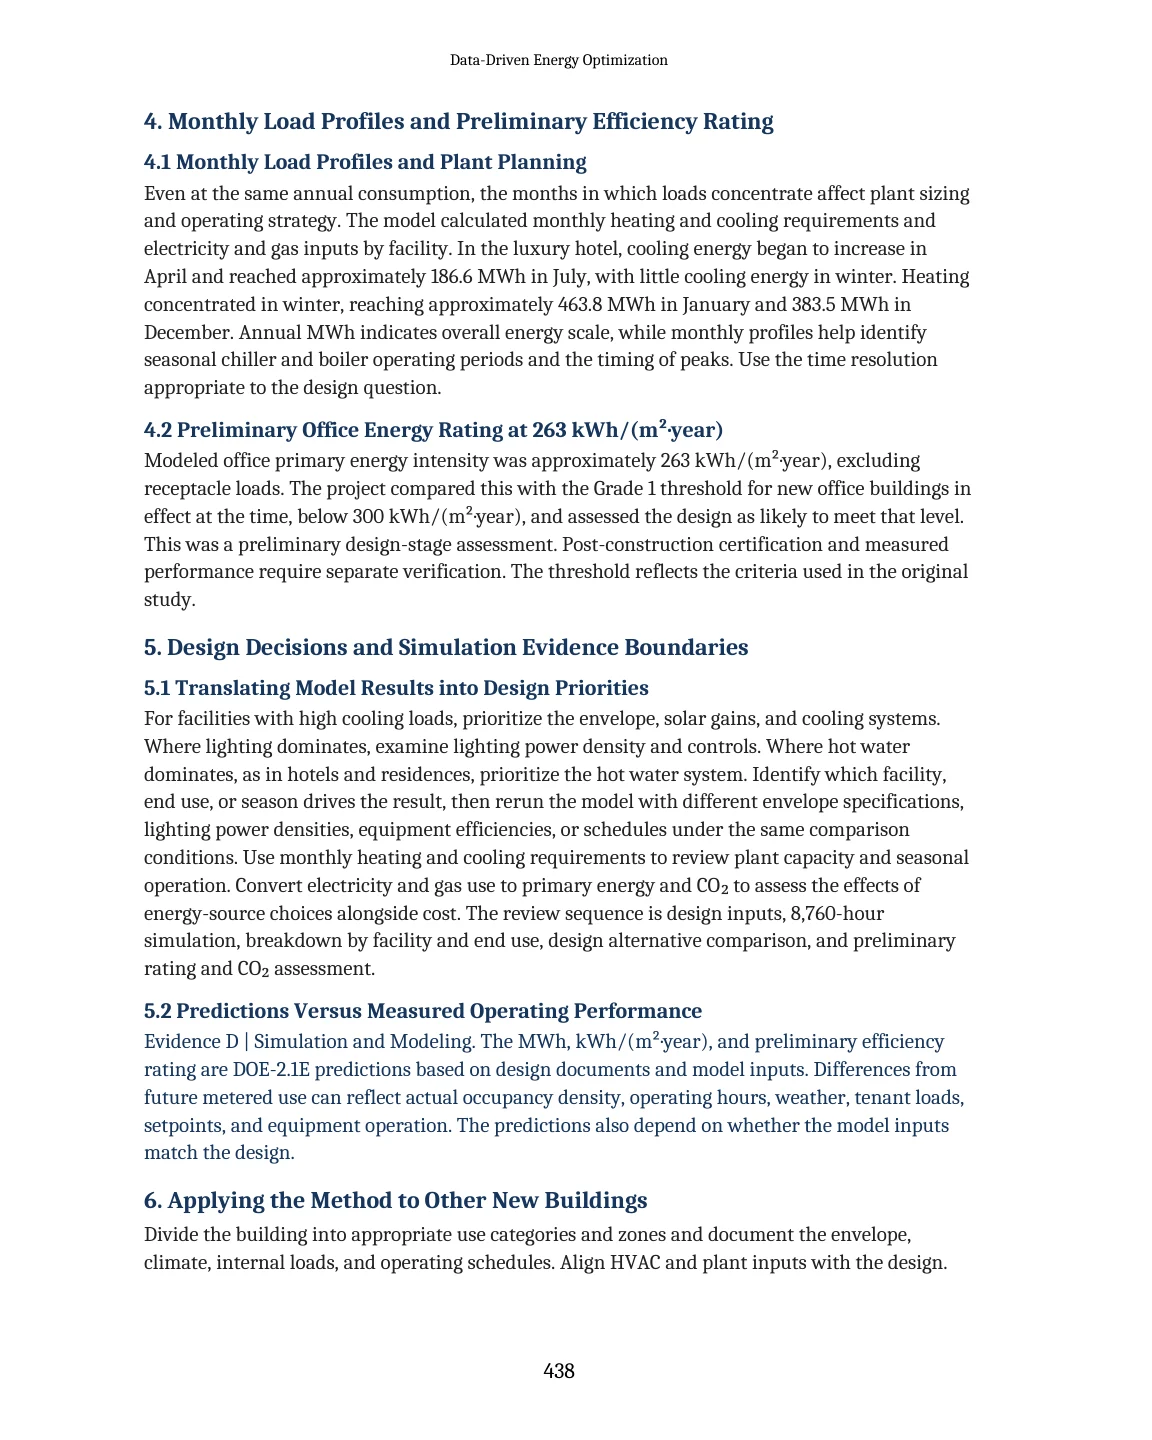 Data-Driven Energy Optimization
4. Monthly Load Profiles and Preliminary Efficiency Rating
4.1 Monthly Load Profiles and Plant Planning
Even at the same annual consumption, the months in which loads concentrate affect plant sizing
and operating strategy. The model calculated monthly heating and cooling requirements and
electricity and gas inputs by facility. In the luxury hotel, cooling energy began to increase in
April and reached approximately 186.6 MWh in July, with little cooling energy in winter. Heating
concentrated in winter, reaching approximately 463.8 MWh in January and 383.5 MWh in
December. Annual MWh indicates overall energy scale, while monthly profiles help identify
seasonal chiller and boiler operating periods and the timing of peaks. Use the time resolution
appropriate to the design question.
4.2 Preliminary Office Energy Rating at 263 kWh/(m²·year)
Modeled office primary energy intensity was approximately 263 kWh/(m²·year), excluding
receptacle loads. The project compared this with the Grade 1 threshold for new office buildings in
effect at the time, below 300 kWh/(m²·year), and assessed the design as likely to meet that level.
This was a preliminary design-stage assessment. Post-construction certification and measured
performance require separate verification. The threshold reflects the criteria used in the original
study.
5. Design Decisions and Simulation Evidence Boundaries
5.1 Translating Model Results into Design Priorities
For facilities with high cooling loads, prioritize the envelope, solar gains, and cooling systems.
Where lighting dominates, examine lighting power density and controls. Where hot water
dominates, as in hotels and residences, prioritize the hot water system. Identify which facility,
end use, or season drives the result, then rerun the model with different envelope specifications,
lighting power densities, equipment efficiencies, or schedules under the same comparison
conditions. Use monthly heating and cooling requirements to review plant capacity and seasonal
operation. Convert electricity and gas use to primary energy and CO₂ to assess the effects of
energy-source choices alongside cost. The review sequence is design inputs, 8,760-hour
simulation, breakdown by facility and end use, design alternative comparison, and preliminary
rating and CO₂ assessment.
5.2 Predictions Versus Measured Operating Performance
Evidence D | Simulation and Modeling. The MWh, kWh/(m²·year), and preliminary efficiency
rating are DOE-2.1E predictions based on design documents and model inputs. Differences from
future metered use can reflect actual occupancy density, operating hours, weather, tenant loads,
setpoints, and equipment operation. The predictions also depend on whether the model inputs
match the design.
6. Applying the Method to Other New Buildings
Divide the building into appropriate use categories and zones and document the envelope,
climate, internal loads, and operating schedules. Align HVAC and plant inputs with the design.
438